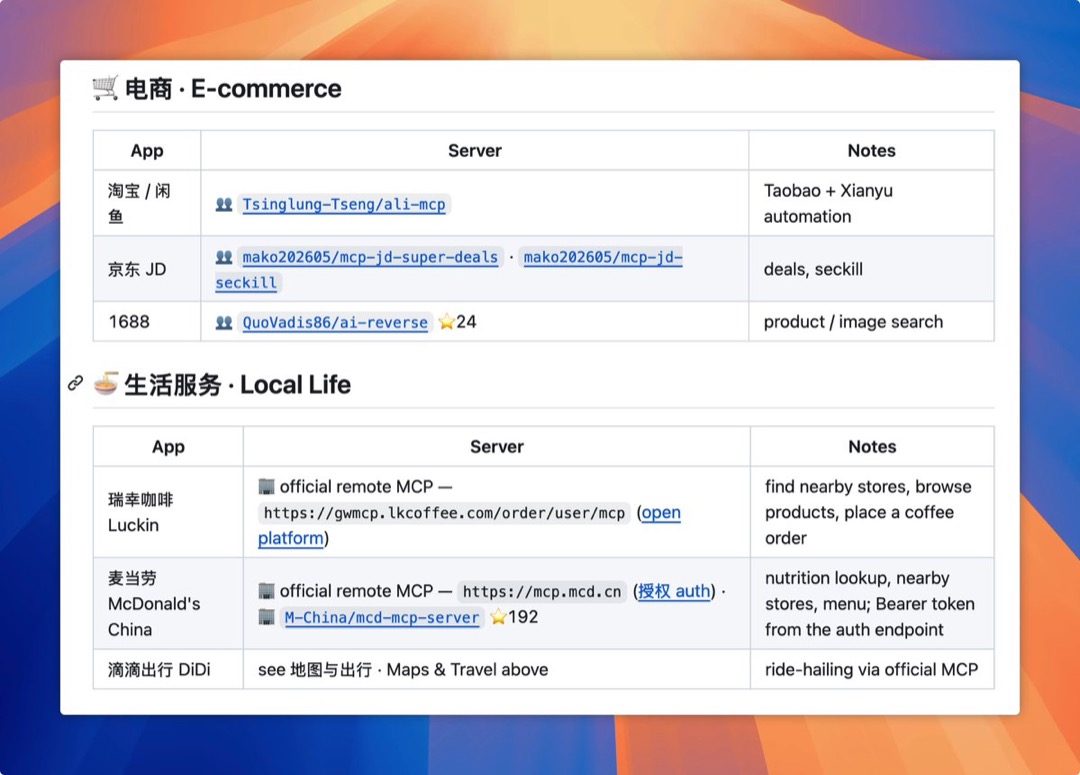 🛒 电商 · E-commerce
App Server Notes
淘宝 / 闲 Taobao + Xianyu
👥 Tsinglung-Tseng/ali-mcp
鱼 automation
👥 mako202605/mcp-jd-super-deals · mako202605/mcp-jd-
京东 JD deals, seckill
seckill
1688 👥 QuoVadis86/ai-reverse ⭐24 product / image search
🍜 生活服务 · Local Life
App Server Notes
🏢 official remote MCP — find nearby stores, browse
瑞幸咖啡
https://gwmcp.lkcoffee.com/order/user/mcp (open products, place a coffee
Luckin
platform) order
麦当劳 nutrition lookup, nearby
🏢 official remote MCP — https://mcp.mcd.cn (授权 auth) ·
McDonald's stores, menu; Bearer token
🏢 M-China/mcd-mcp-server ⭐192
China from the auth endpoint
滴滴出行 DiDi see 地图与出行 · Maps & Travel above ride-hailing via official MCP